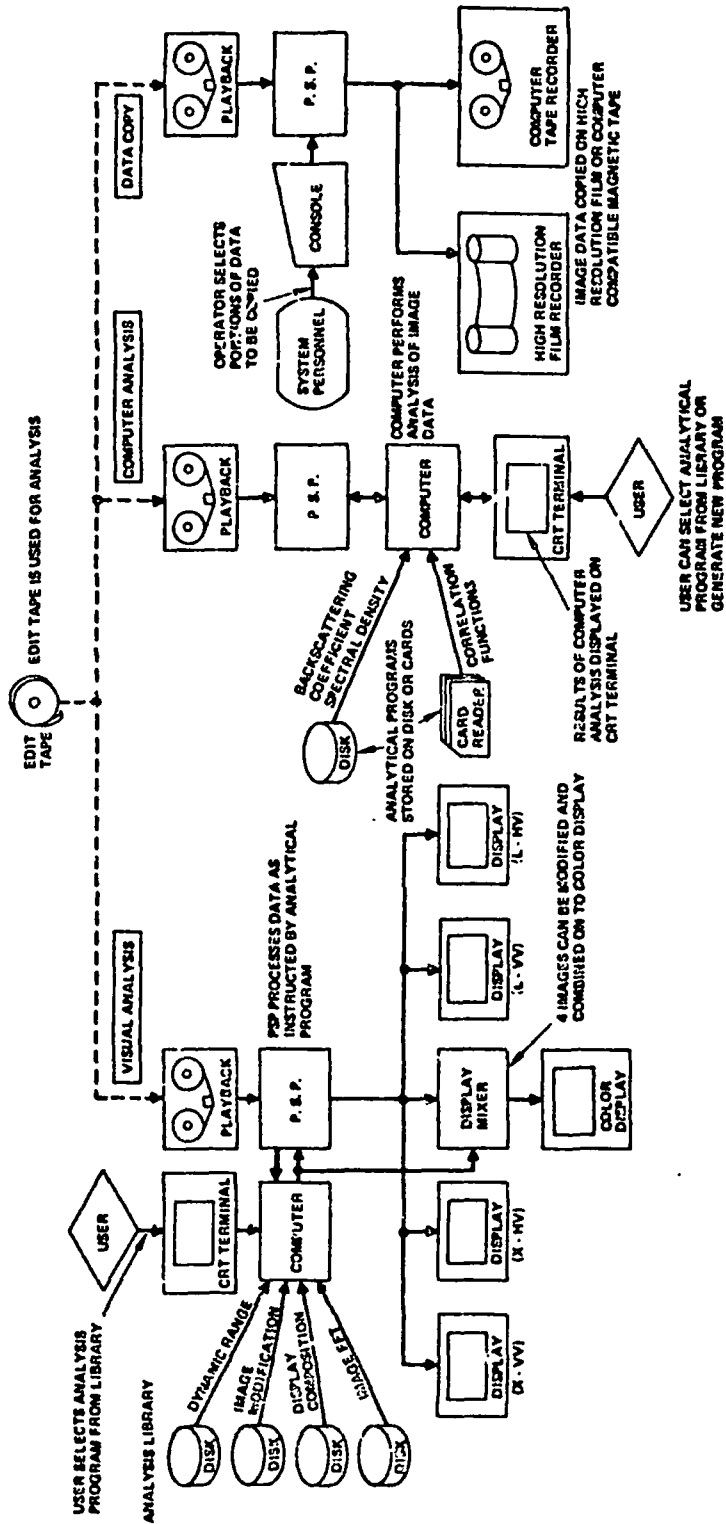 EDIT
TAPE
EDIT TAPE IS USED FOR ANALYSIS
VISUAL ANALYSIS
COMPUTER ANALYSIS
DATA COPY
USER SELECTS ANALYSIS
PROGRAM FROM LIBRARY
USER
CRT TERMINAL
COMPUTER
ANALYSIS LIBRARY
DISK
DYNAMIC RANGE
DISK
IMAGE
MODIFICATION
DISK
DISPLAY
COMPOSITION
DISK
PLAYBACK
P. S.P.
PSP PROCESSES DATA AS
INSTRUCTED BY ANALYTICAL
PROGRAM
DISPLAY
(X - VV)
DISPLAY
(X - HV)
DISPLAY
MIXER
COLOR
DISPLAY
4 IMAGES CAN BE MODIFIED AND
COMBINED ON TO COLOR DISPLAY
DISPLAY
(L - VV)
DISPLAY
(L - HV)
PLAYBACK
P S.P.
COMPUTER
COMPUTER PERFORMS
ANALYSIS OF IMAGE
DATA
BACKSCATTERING
COEFFICIENT
SPECTRAL DENSITY
DISK
ANALYTICAL PROGRAMS
STORED ON DISK OR CARDS
CARD
READER
CORRELATION
FUNCTIONS
CRT TERMINAL
RESULTS OF COMPUTER
ANALYSIS DISPLAYED ON
CRT TERMINAL
USER
USER CAN SELECT ANALYTICAL
PROGRAM FROM LIBRARY OR
GENERATE NEW PROGRAM
PLAYBACK
P. S.P.
OPERATOR SELECTS
PORTIONS OF DATA
TO BE COPIED
SYSTEM
PERSONNEL
CONSOLE
HIGH RESOLUTION
FILM RECORDER
COMPUTER
TAPE RECORDER
IMAGE DATA COPIED ON HIGH
RESOLUTION FILM OR COMPUTER
COMPATIBLE MAGNETIC TAPE